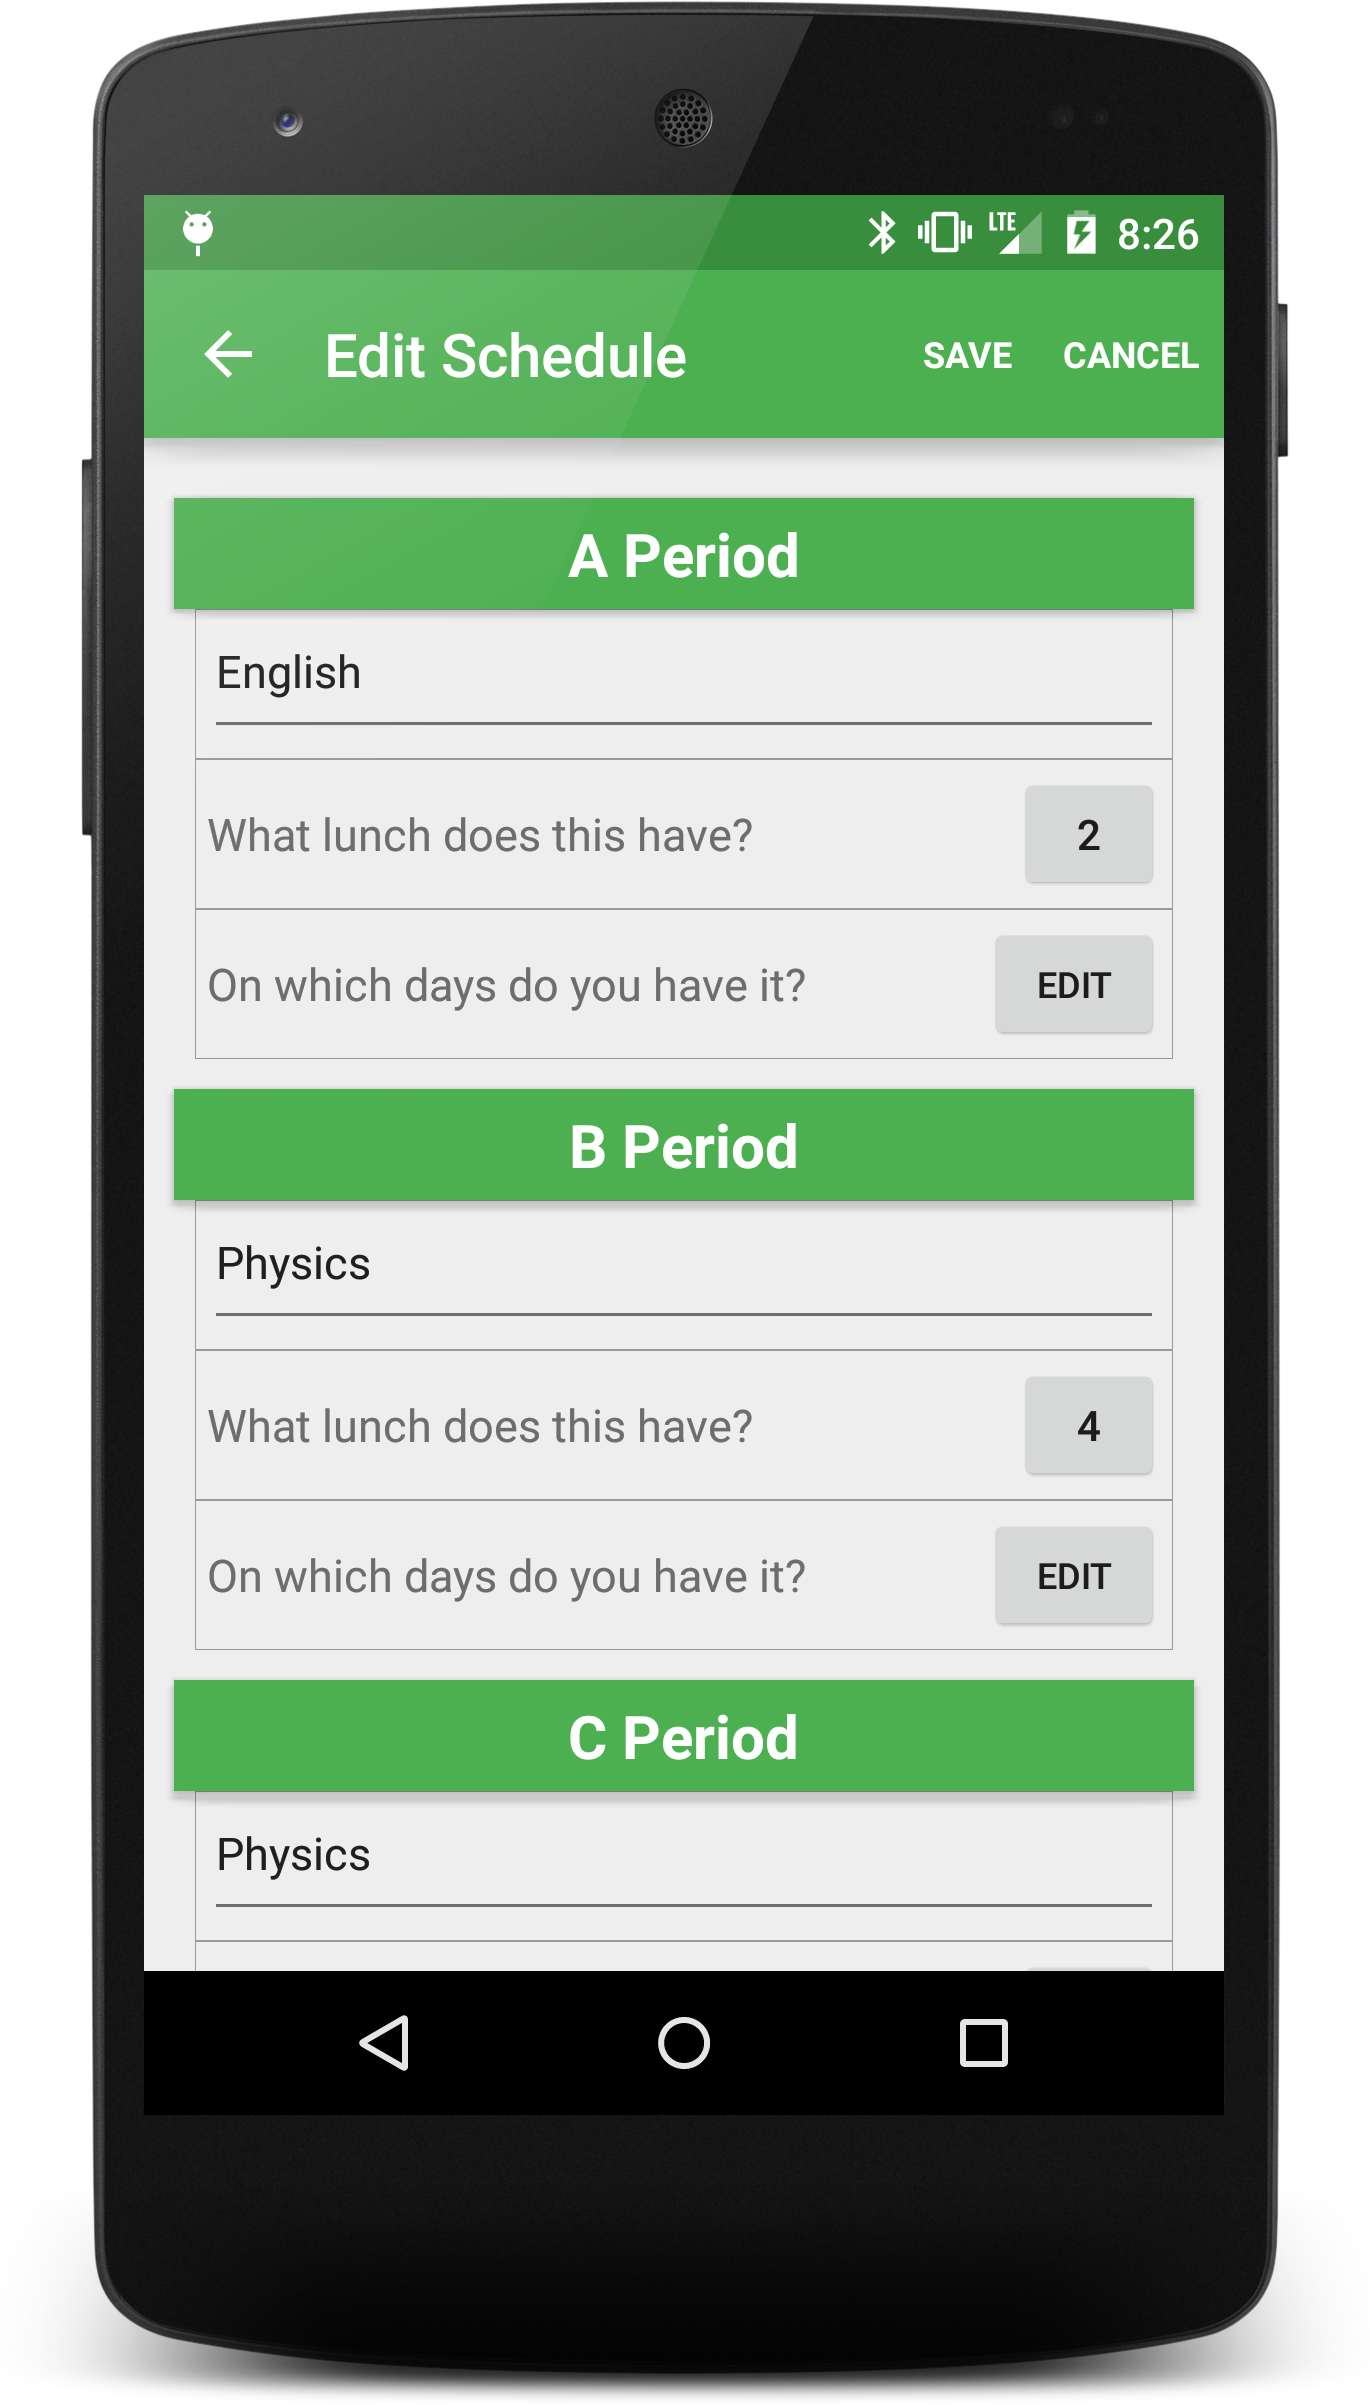 LTE 8:26
Edit Schedule SAVE CANCEL
A Period
English
What lunch does this have? 2
On which days do you have it? EDIT
B Period
Physics
What lunch does this have? 4
On which days do you have it? EDIT
C Period
Physics